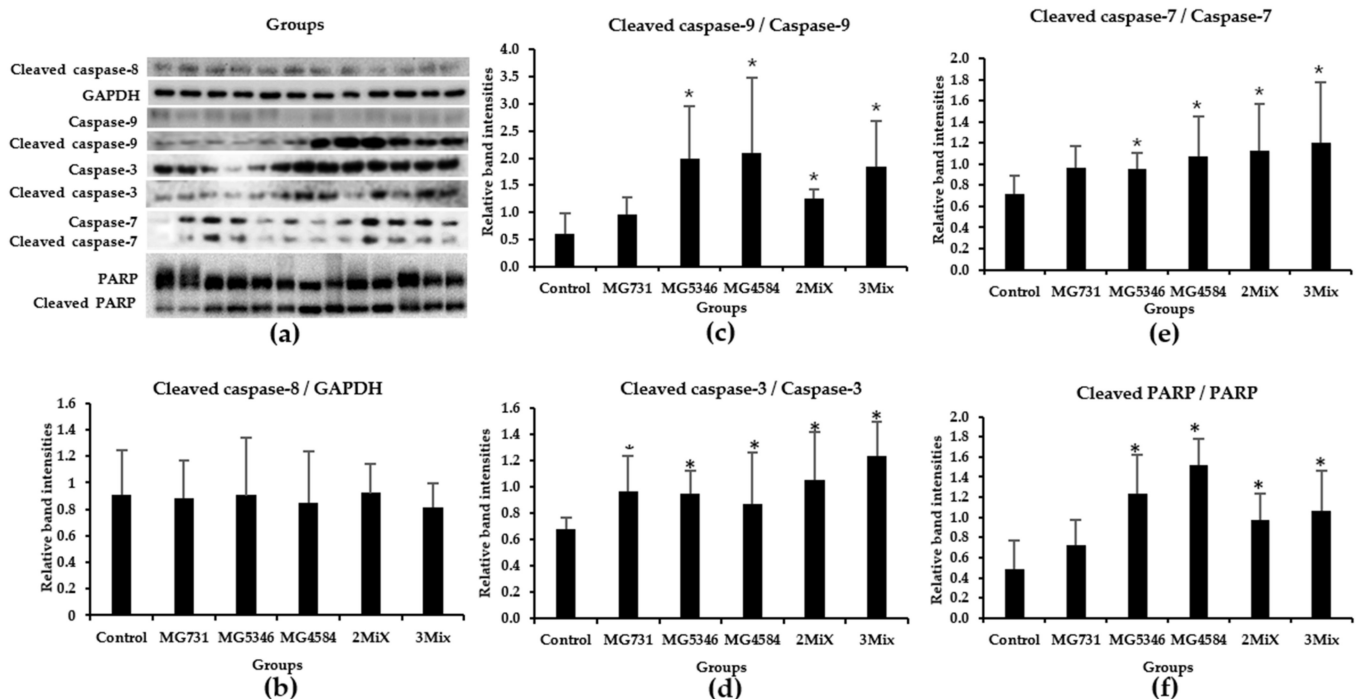 Groups
Cleaved caspase-8
GAPDH
Caspase-9
Cleaved caspase-9
Caspase-3
Cleaved caspase-3
Caspase-7
Cleaved caspase-7
PARP
Cleaved PARP
(a)
Cleaved caspase-8 / GAPDH
Relative band intensities
1.6
1.4
1.2
1
0.8
0.6
0.4
0.2
0
Control MG731 MG5346 MG4584 2MiX 3Mix
Groups
(b)
Cleaved caspase-9 / Caspase-9
Relative band intensities
4.0
3.5
3.0
2.5
2.0
1.5
1.0
0.5
0.0
* * * *
Control MG731 MG5346 MG4584 2MiX 3Mix
Groups
(c)
Cleaved caspase-3 / Caspase-3
Relative band intensities
1.6
1.4
1.2
1.0
0.8
0.6
0.4
0.2
0.0
* * * * *
Control MG731 MG5346 MG4584 2MiX 3Mix
Groups
(d)
Cleaved caspase-7 / Caspase-7
Relative band intensities
2.0
1.8
1.6
1.4
1.2
1.0
0.8
0.6
0.4
0.2
0.0
* * * *
Control MG731 MG5346 MG4584 2MiX 3Mix
Groups
(e)
Cleaved PARP / PARP
Relative band intensities
2.0
1.8
1.6
1.4
1.2
1.0
0.8
0.6
0.4
0.2
0.0
* * * *
Control MG731 MG5346 MG4584 2MiX 3Mix
Groups
(f)